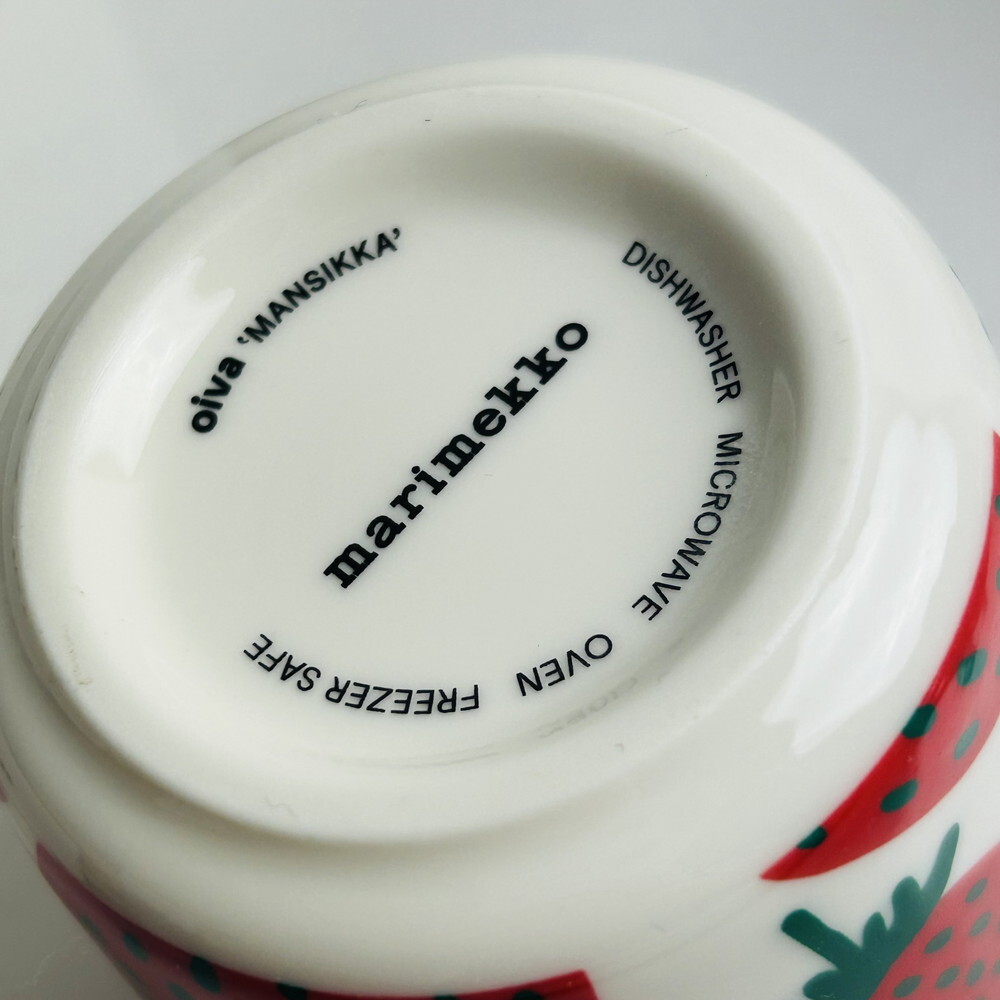 oiva 'MANSIKKA'
marimekko
DISHWASHER MICROWAVE OVEN FREEZER SAFE